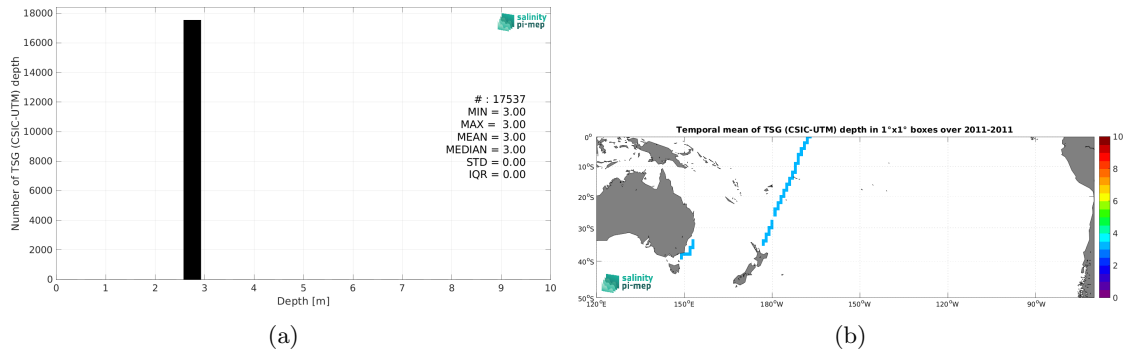 18000
16000
14000
12000
10000
8000
6000
4000
2000
0
Number of TSG (CSIC-UTM) depth
salinity
pi-mep
# : 17537
MIN = 3.00
MAX = 3.00
MEAN = 3.00
MEDIAN = 3.00
STD = 0.00
IQR = 0.00
0 1 2 3 4 5 6 7 8 9 10
Depth [m]
(a)
Temporal mean of TSG (CSIC-UTM) depth in 1°x1° boxes over 2011-2011
0°
10°S
20°S
30°S
40°S
50°S
salinity
pi-mep
120°E 150°E 180°W 150°W 120°W 90°W
10
8
6
4
2
0
(b)